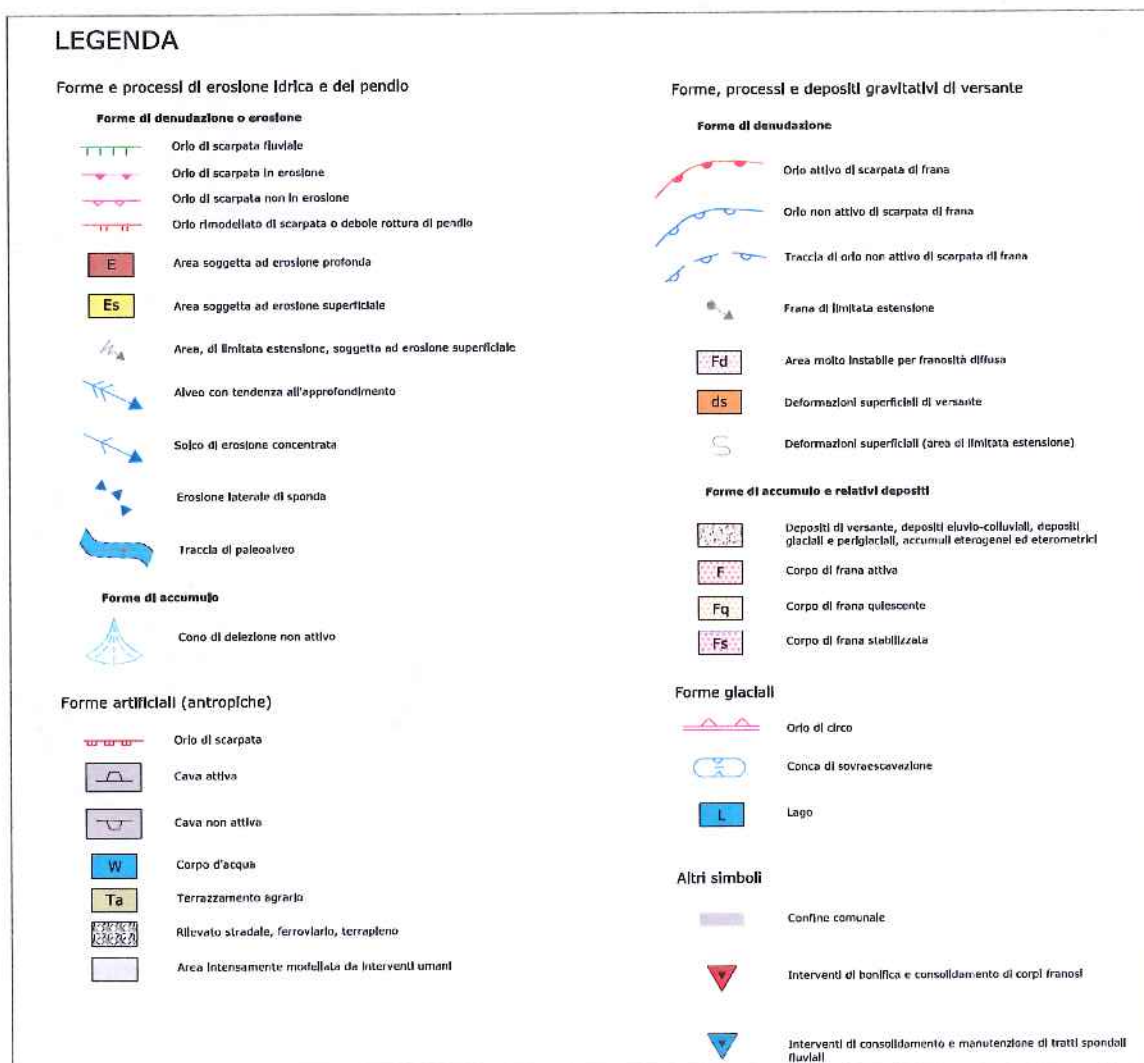 LEGENDA
Forme e processi di erosione idrica e del pendio
Forme di denudazione o erosione
Orlo di scarpata fluviale
Orlo di scarpata in erosione
Orlo di scarpata non in erosione
Orlo rimodellato di scarpata o debole rottura di pendio
E
Area soggetta ad erosione profonda
Es
Area soggetta ad erosione superficiale
Area, di limitata estensione, soggetta ad erosione superficiale
Alveo con tendenza all'approfondimento
Solco di erosione concentrata
Erosione laterale di sponda
Traccia di paleoalveo
Forme di accumulo
Cono di deiezione non attivo
Forme artificiali (antropiche)
Orlo di scarpata
Cava attiva
Cava non attiva
W
Corpo d'acqua
Ta
Terrazzamento agrario
Rilevato stradale, ferroviario, terrapieno
Area intensamente modellata da interventi umani
Forme, processi e depositi gravitativi di versante
Forme di denudazione
Orlo attivo di scarpata di frana
Orlo non attivo di scarpata di frana
Traccia di orlo non attivo di scarpata di frana
Frana di limitata estensione
Fd
Area molto instabile per franosità diffusa
ds
Deformazioni superficiali di versante
S
Deformazioni superficiali (area di limitata estensione)
Forme di accumulo e relativi depositi
Depositi di versante, depositi eluvio-colluviali, depositi
glaciali e periglaciali, accumuli eterogenei ed eterometrici
F
Corpo di frana attiva
Fq
Corpo di frana quiescente
Fs
Corpo di frana stabilizzata
Forme glaciali
Orlo di circo
Conca di sovraescavazione
L
Lago
Altri simboli
Confine comunale
Interventi di bonifica e consolidamento di corpi franosi
Interventi di consolidamento e manutenzione di tratti spondali
fluviali